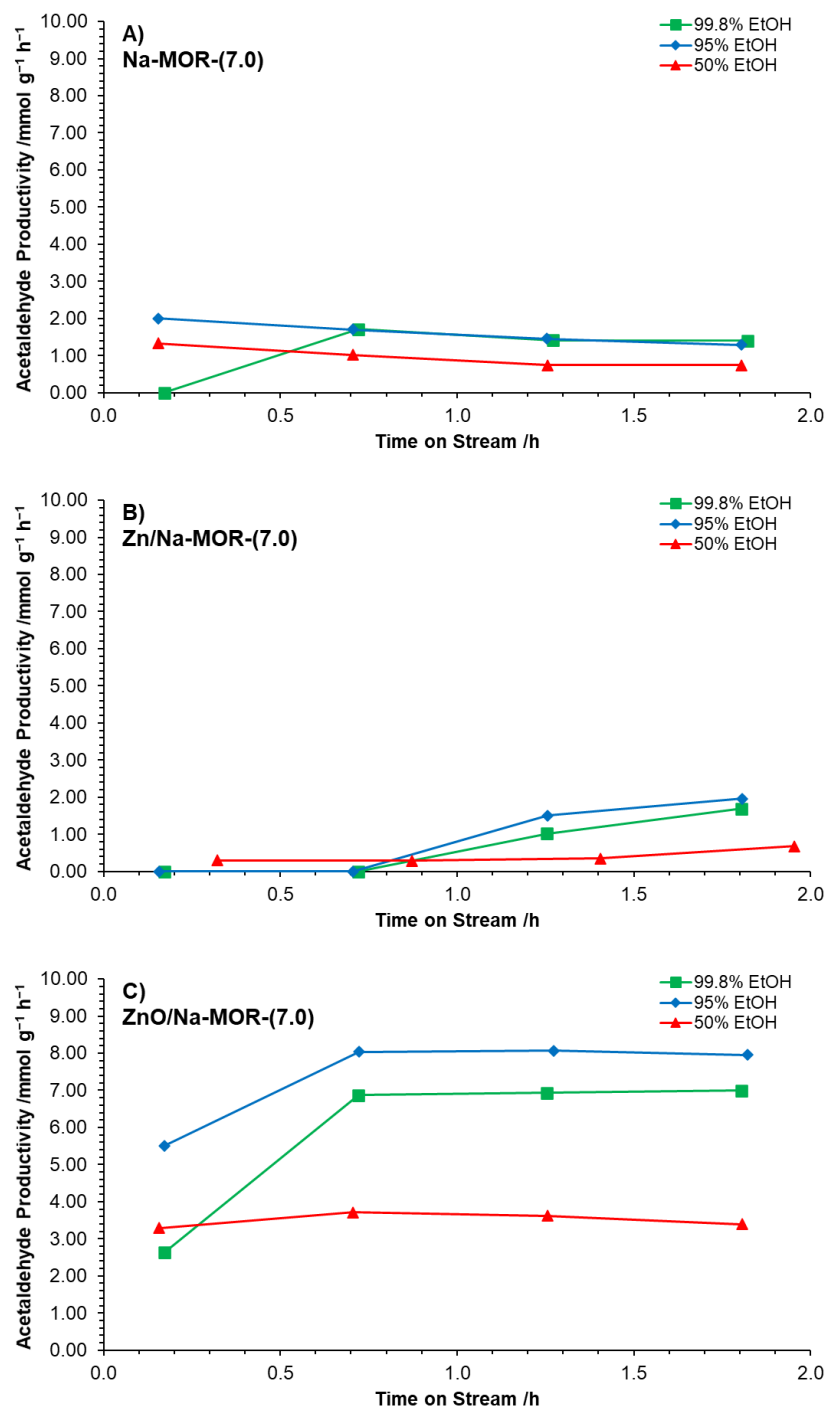 A)
Na-MOR-(7.0)
99.8% EtOH
95% EtOH
50% EtOH
Acetaldehyde Productivity /mmol g⁻¹ h⁻¹
10.00
9.00
8.00
7.00
6.00
5.00
4.00
3.00
2.00
1.00
0.00
0.0 0.5 1.0 1.5 2.0
Time on Stream /h
B)
Zn/Na-MOR-(7.0)
99.8% EtOH
95% EtOH
50% EtOH
Acetaldehyde Productivity /mmol g⁻¹ h⁻¹
10.00
9.00
8.00
7.00
6.00
5.00
4.00
3.00
2.00
1.00
0.00
0.0 0.5 1.0 1.5 2.0
Time on Stream /h
C)
ZnO/Na-MOR-(7.0)
99.8% EtOH
95% EtOH
50% EtOH
Acetaldehyde Productivity /mmol g⁻¹ h⁻¹
10.00
9.00
8.00
7.00
6.00
5.00
4.00
3.00
2.00
1.00
0.00
0.0 0.5 1.0 1.5 2.0
Time on Stream /h